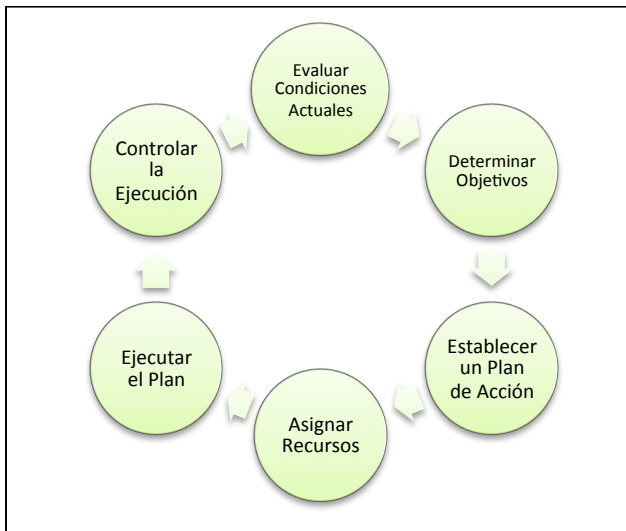 Evaluar
Condiciones
Actuales
Determinar
Objetivos
Establecer
un Plan
de Acción
Asignar
Recursos
Ejecutar
el Plan
Controlar
la
Ejecución